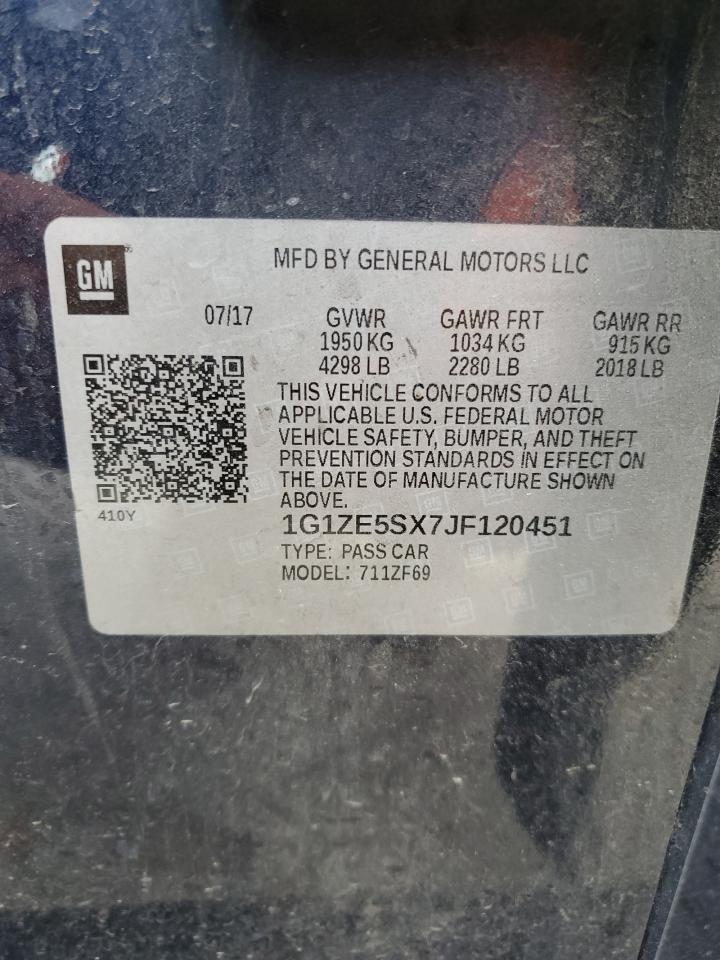 GM
MFD BY GENERAL MOTORS LLC
07/17 GVWR GAWR FRT GAWR RR
1950 KG 1034 KG 915 KG
4298 LB 2280 LB 2018 LB
THIS VEHICLE CONFORMS TO ALL
APPLICABLE U.S. FEDERAL MOTOR
VEHICLE SAFETY, BUMPER, AND THEFT
PREVENTION STANDARDS IN EFFECT ON
THE DATE OF MANUFACTURE SHOWN
ABOVE.
410Y
1G1ZE5SX7JF120451
TYPE: PASS CAR
MODEL: 711ZF69